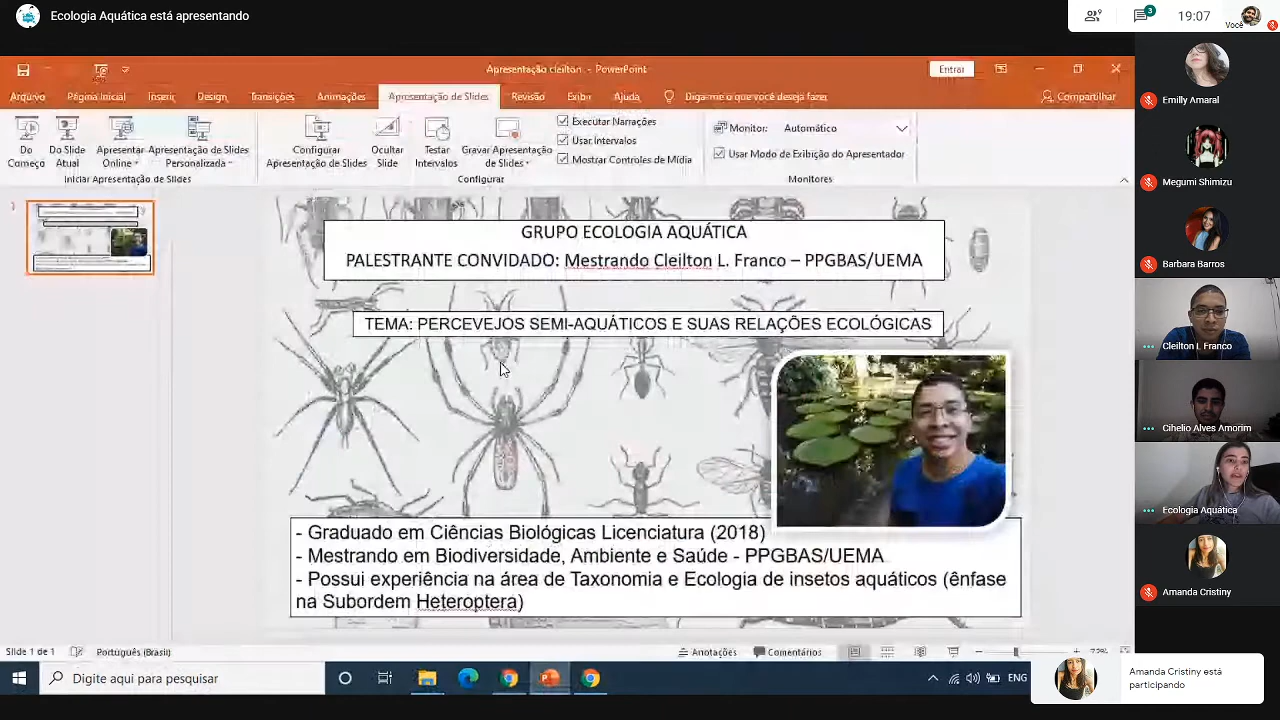 Ecologia Aquática está apresentando
9
3
19:07
Você
Apresentação cleilton - PowerPoint
Entrar
Arquivo
Página Inicial
Inserir
Design
Transições
Animações
Apresentação de Slides
Revisão
Exibir
Ajuda
Diga-me o que você deseja fazer
Compartilhar
Do Começo
Do Slide Atual
Apresentar Online
Apresentação de Slides Personalizada
Configurar Apresentação de Slides
Ocultar Slide
Testar Intervalos
Gravar Apresentação de Slides
Executar Narrações
Usar Intervalos
Mostrar Controles de Mídia
Monitor: Automático
Usar Modo de Exibição do Apresentador
Iniciar Apresentação de Slides
Configurar
Monitores
GRUPO ECOLOGIA AQUÁTICA
PALESTRANTE CONVIDADO: Mestrando Cleilton L. Franco – PPGBAS/UEMA
TEMA: PERCEVEJOS SEMI-AQUÁTICOS E SUAS RELAÇÕES ECOLÓGICAS
- Graduado em Ciências Biológicas Licenciatura (2018)
- Mestrando em Biodiversidade, Ambiente e Saúde - PPGBAS/UEMA
- Possui experiência na área de Taxonomia e Ecologia de insetos aquáticos (ênfase
na Subordem Heteroptera)
Emilly Amaral
Megumi Shimizu
Barbara Barros
Cleilton L Franco
Cihelio Alves Amorim
Ecologia Aquática
Amanda Cristiny
Slide 1 de 1
Português (Brasil)
Anotações
Comentários
72%
Digite aqui para pesquisar
ENG
Amanda Cristiny está
participando